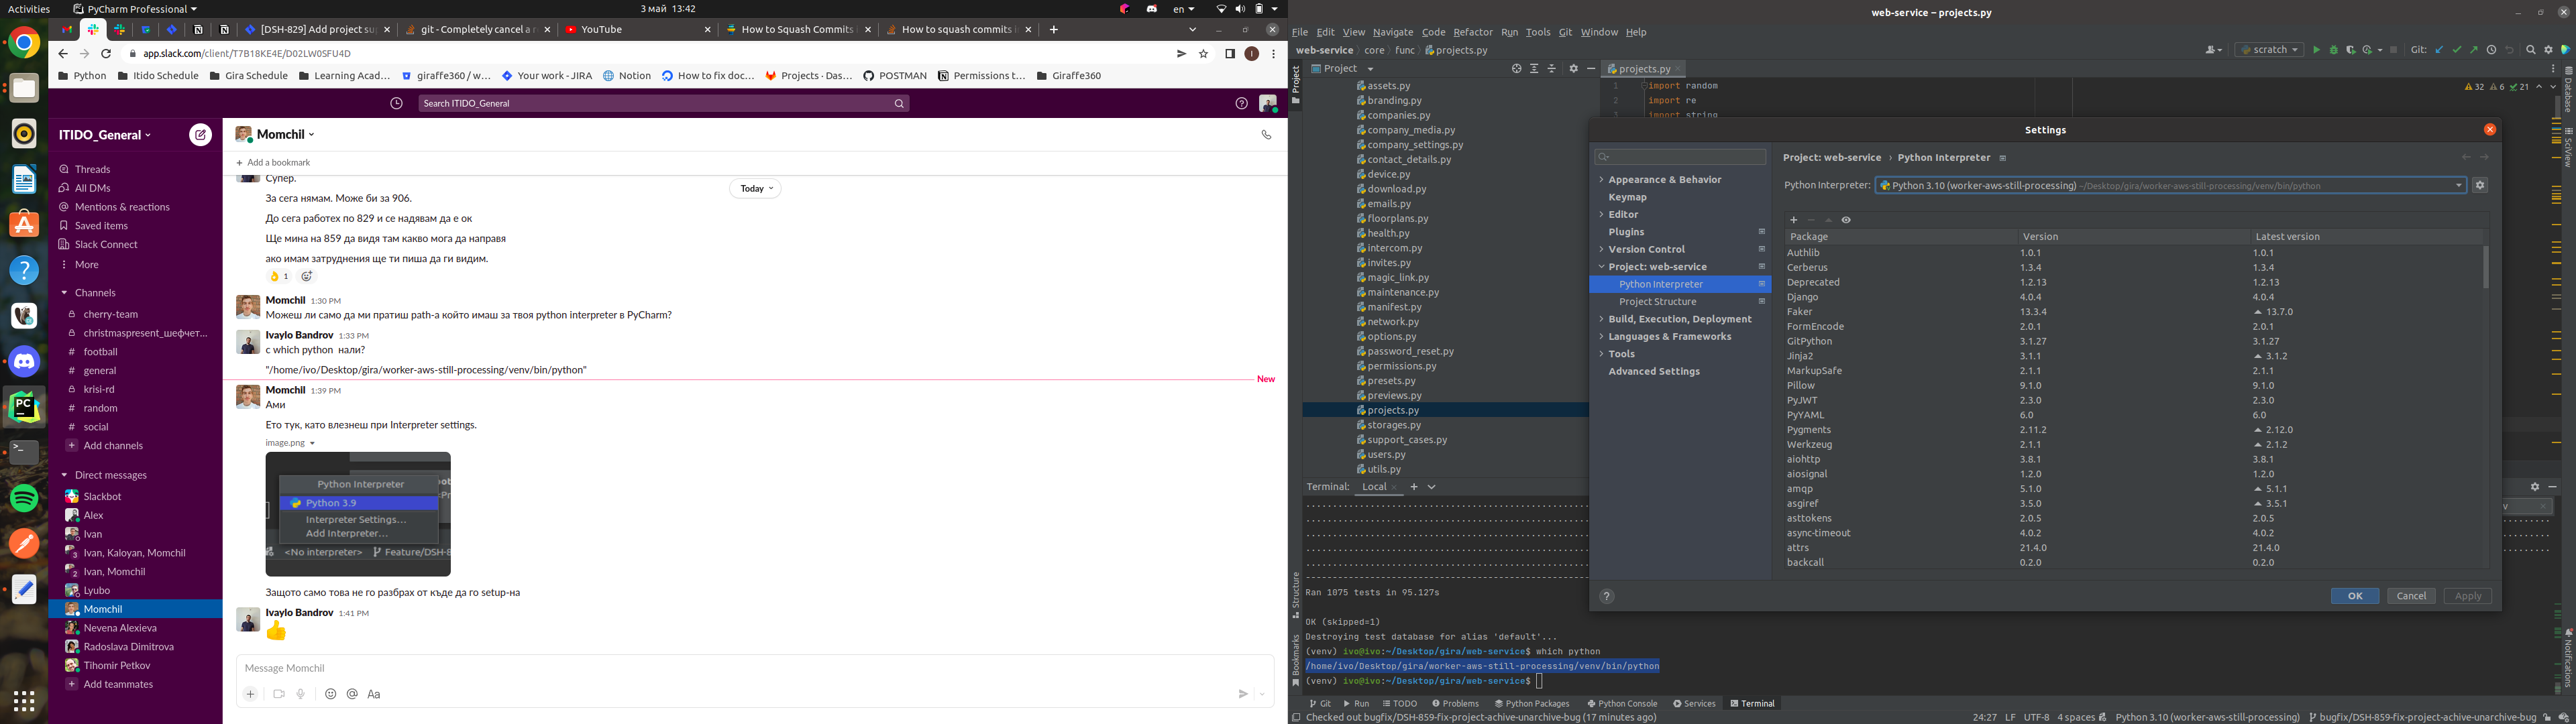 Activities
PyCharm Professional
3 май 13:42
en
[DSH-829] Add project su
git - Completely cancel a r
YouTube
How to Squash Commits
How to squash commits i
app.slack.com/client/T7B18KE4E/D02LW0SFU4D
Python
Itido Schedule
Gira Schedule
Learning Acad…
giraffe360 / w…
Your work - JIRA
Notion
How to fix doc…
Projects · Das…
POSTMAN
Permissions t…
Giraffe360
Search ITIDO_General
ITIDO_General
Threads
All DMs
Mentions & reactions
Saved items
Slack Connect
More
Channels
cherry-team
christmaspresent_шефчет…
football
general
krisi-rd
random
social
Add channels
Direct messages
Slackbot
Alex
Ivan
3 Ivan, Kaloyan, Momchil
2 Ivan, Momchil
Lyubo
Momchil
Nevena Alexieva
Radoslava Dimitrova
Tihomir Petkov
Add teammates
Momchil
Add a bookmark
Today
Супер.
За сега нямам. Може би за 906.
До сега работех по 829 и се надявам да е ок
Ще мина на 859 да видя там какво мога да направя
ако имам затруднения ще ти пиша да ги видим.
1
Momchil 1:30 PM
Можеш ли само да ми пратиш path-а който имаш за твоя python interpreter в PyCharm?
Ivaylo Bandrov 1:33 PM
с which python нали?
"/home/ivo/Desktop/gira/worker-aws-still-processing/venv/bin/python"
New
Momchil 1:39 PM
Ами
Ето тук, като влезнеш при Interpreter settings.
image.png
Python Interpreter
Python 3.9
Interpreter Settings...
Add Interpreter...
<No interpreter> Feature/DSH-8
Защото само това не го разбрах от къде да го setup-на
Ivaylo Bandrov 1:41 PM
Message Momchil
Aa
web-service – projects.py
File Edit View Navigate Code Refactor Run Tools Git Window Help
web-service core func projects.py
scratch
Git:
Project
projects.py
assets.py
branding.py
companies.py
company_media.py
company_settings.py
contact_details.py
device.py
download.py
emails.py
floorplans.py
health.py
intercom.py
invites.py
magic_link.py
maintenance.py
manifest.py
network.py
options.py
password_reset.py
permissions.py
presets.py
previews.py
projects.py
storages.py
support_cases.py
users.py
utils.py
1 import random
2 import re
3 import string
32 6 21
Project
Structure
Bookmarks
Database
SciView
Notifications
Settings
Appearance & Behavior
Keymap
Editor
Plugins
Version Control
Project: web-service
Python Interpreter
Project Structure
Build, Execution, Deployment
Languages & Frameworks
Tools
Advanced Settings
Project: web-service › Python Interpreter
Python Interpreter: Python 3.10 (worker-aws-still-processing) ~/Desktop/gira/worker-aws-still-processing/venv/bin/python
Package Version Latest version
Authlib 1.0.1 1.0.1
Cerberus 1.3.4 1.3.4
Deprecated 1.2.13 1.2.13
Django 4.0.4 4.0.4
Faker 13.3.4 13.7.0
FormEncode 2.0.1 2.0.1
GitPython 3.1.27 3.1.27
Jinja2 3.1.1 3.1.2
MarkupSafe 2.1.1 2.1.1
Pillow 9.1.0 9.1.0
PyJWT 2.3.0 2.3.0
PyYAML 6.0 6.0
Pygments 2.11.2 2.12.0
Werkzeug 2.1.1 2.1.2
aiohttp 3.8.1 3.8.1
aiosignal 1.2.0 1.2.0
amqp 5.1.0 5.1.1
asgiref 3.5.0 3.5.1
asttokens 2.0.5 2.0.5
async-timeout 4.0.2 4.0.2
attrs 21.4.0 21.4.0
backcall 0.2.0 0.2.0
OK Cancel Apply
Terminal: Local
Ran 1075 tests in 95.127s
OK (skipped=1)
Destroying test database for alias 'default'...
(venv) ivo@ivo:~/Desktop/gira/web-service$ which python
/home/ivo/Desktop/gira/worker-aws-still-processing/venv/bin/python
(venv) ivo@ivo:~/Desktop/gira/web-service$
Git Run TODO Problems Python Packages Python Console Services Terminal
Checked out bugfix/DSH-859-fix-project-achive-unarchive-bug (17 minutes ago)
24:27 LF UTF-8 4 spaces Python 3.10 (worker-aws-still-processing) bugfix/DSH-859-fix-project-achive-unarchive-bug